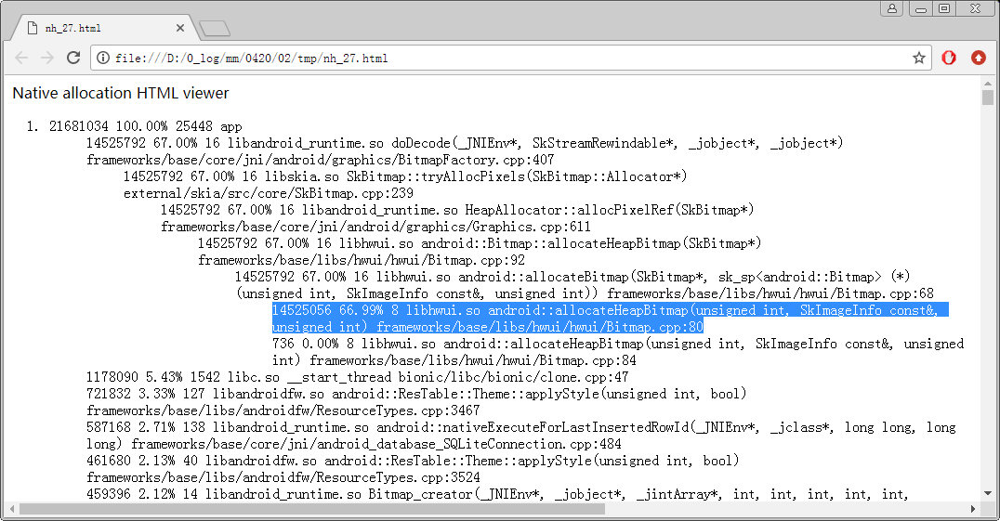 nh_27.html
file:///D:/0_log/mm/0420/02/tmp/nh_27.html
Native allocation HTML viewer
1. 21681034 100.00% 25448 app
14525792 67.00% 16 libandroid_runtime.so doDecode(_JNIEnv*, SkStreamRewindable*, _jobject*, _jobject*)
frameworks/base/core/jni/android/graphics/BitmapFactory.cpp:407
14525792 67.00% 16 libskia.so SkBitmap::tryAllocPixels(SkBitmap::Allocator*)
external/skia/src/core/SkBitmap.cpp:239
14525792 67.00% 16 libandroid_runtime.so HeapAllocator::allocPixelRef(SkBitmap*)
frameworks/base/core/jni/android/graphics/Graphics.cpp:611
14525792 67.00% 16 libhwui.so android::Bitmap::allocateHeapBitmap(SkBitmap*)
frameworks/base/libs/hwui/hwui/Bitmap.cpp:92
14525792 67.00% 16 libhwui.so android::allocateBitmap(SkBitmap*, sk_sp<android::Bitmap> (*)
(unsigned int, SkImageInfo const&, unsigned int)) frameworks/base/libs/hwui/hwui/Bitmap.cpp:68
14525056 66.99% 8 libhwui.so android::allocateHeapBitmap(unsigned int, SkImageInfo const&,
unsigned int) frameworks/base/libs/hwui/hwui/Bitmap.cpp:80
736 0.00% 8 libhwui.so android::allocateHeapBitmap(unsigned int, SkImageInfo const&, unsigned
int) frameworks/base/libs/hwui/hwui/Bitmap.cpp:84
1178090 5.43% 1542 libc.so __start_thread bionic/libc/bionic/clone.cpp:47
721832 3.33% 127 libandroidfw.so android::ResTable::Theme::applyStyle(unsigned int, bool)
frameworks/base/libs/androidfw/ResourceTypes.cpp:3467
587168 2.71% 138 libandroid_runtime.so android::nativeExecuteForLastInsertedRowId(_JNIEnv*, _jclass*, long long, long
long) frameworks/base/core/jni/android_database_SQLiteConnection.cpp:484
461680 2.13% 40 libandroidfw.so android::ResTable::Theme::applyStyle(unsigned int, bool)
frameworks/base/libs/androidfw/ResourceTypes.cpp:3524
459396 2.12% 14 libandroid_runtime.so Bitmap_creator(_JNIEnv*, _jobject*, _jintArray*, int, int, int, int, int,